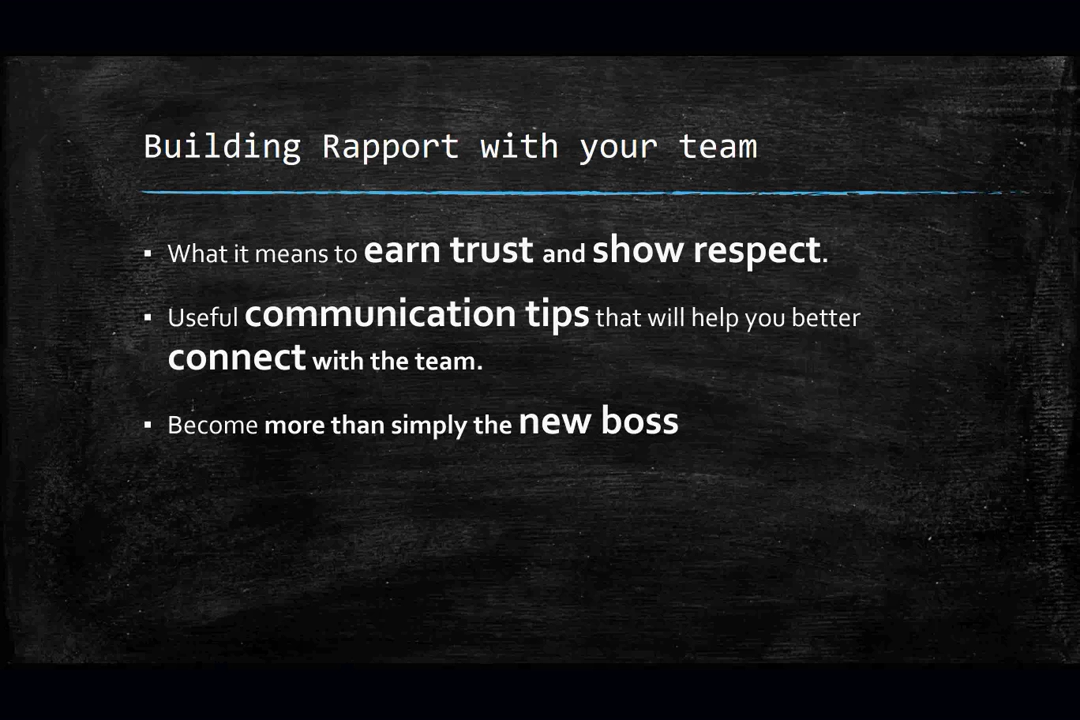 Building Rapport with your team
▪ What it means to earn trust and show respect.
▪ Useful communication tips that will help you better
connect with the team.
▪ Become more than simply the new boss